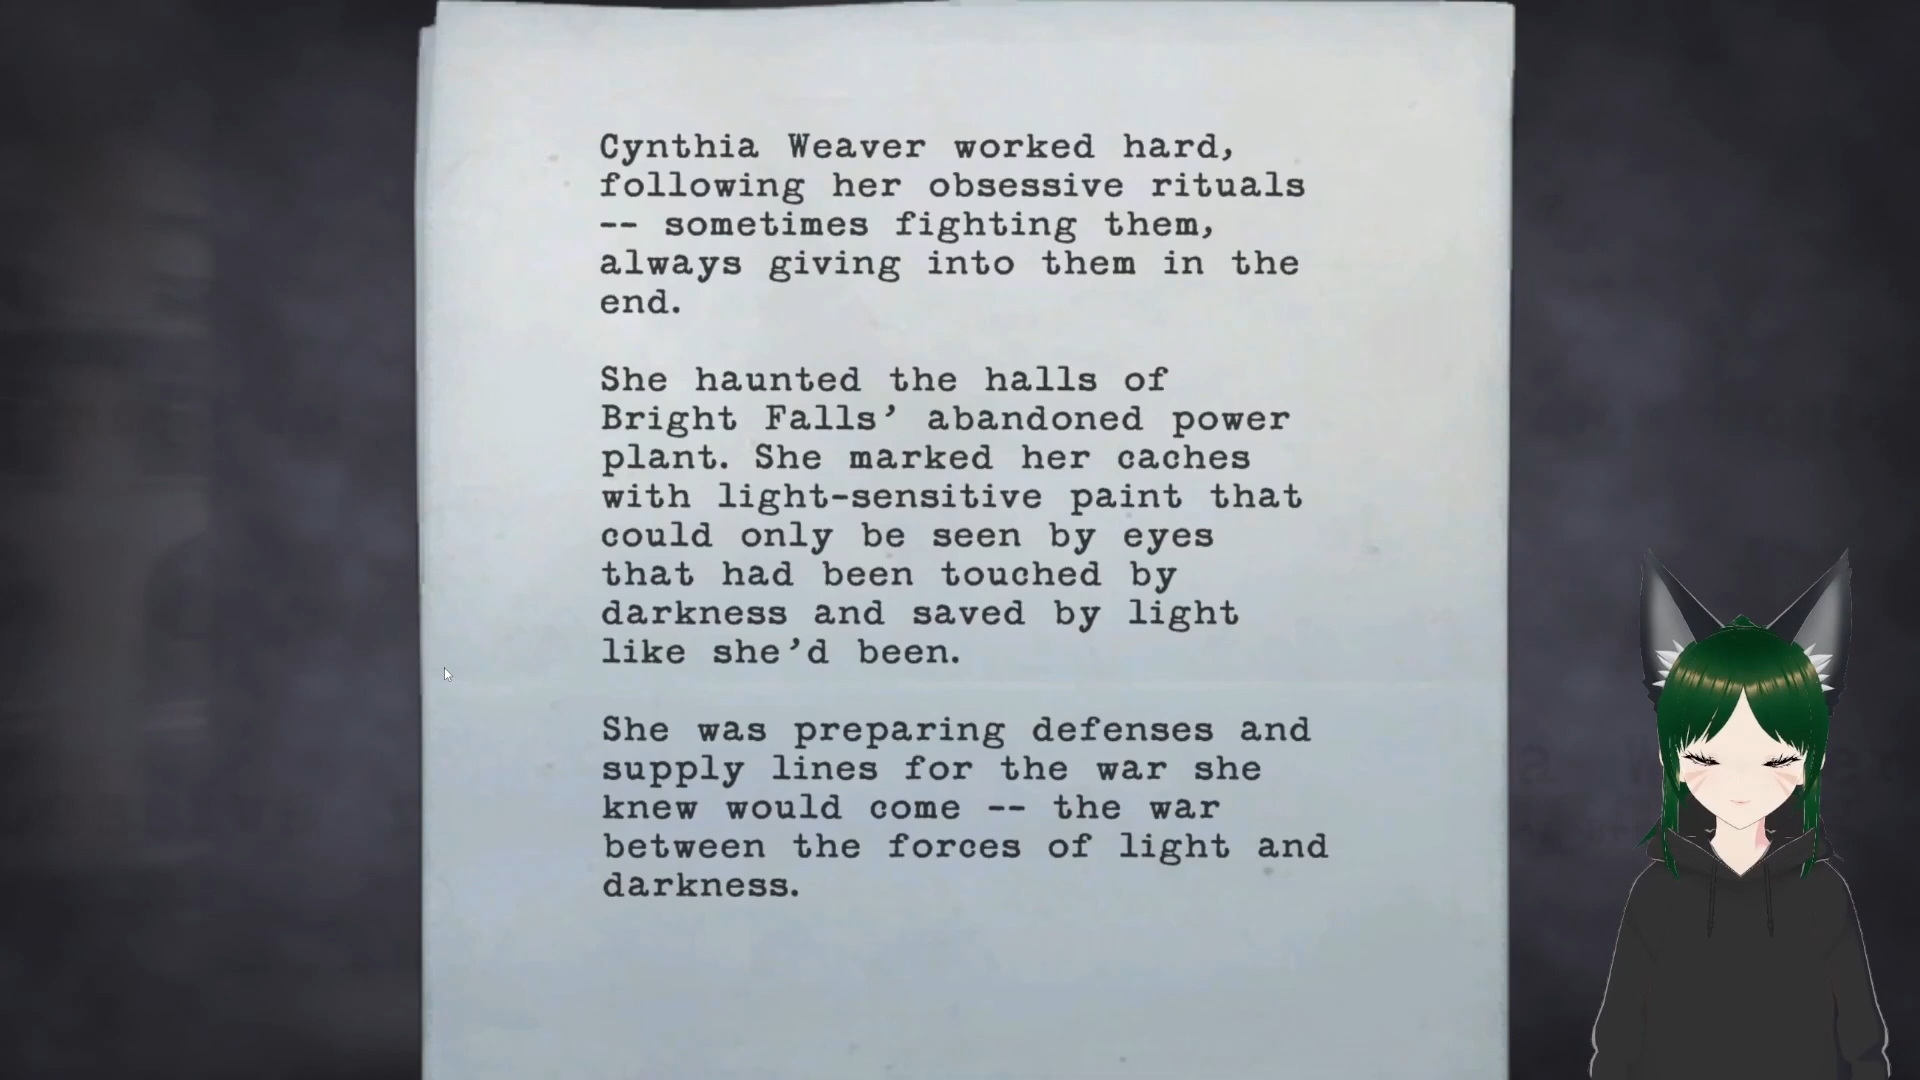 Cynthia Weaver worked hard,
following her obsessive rituals
-- sometimes fighting them,
always giving into them in the
end.
She haunted the halls of
Bright Falls’ abandoned power
plant. She marked her caches
with light-sensitive paint that
could only be seen by eyes
that had been touched by
darkness and saved by light
like she’d been.
She was preparing defenses and
supply lines for the war she
knew would come -- the war
between the forces of light and
darkness.